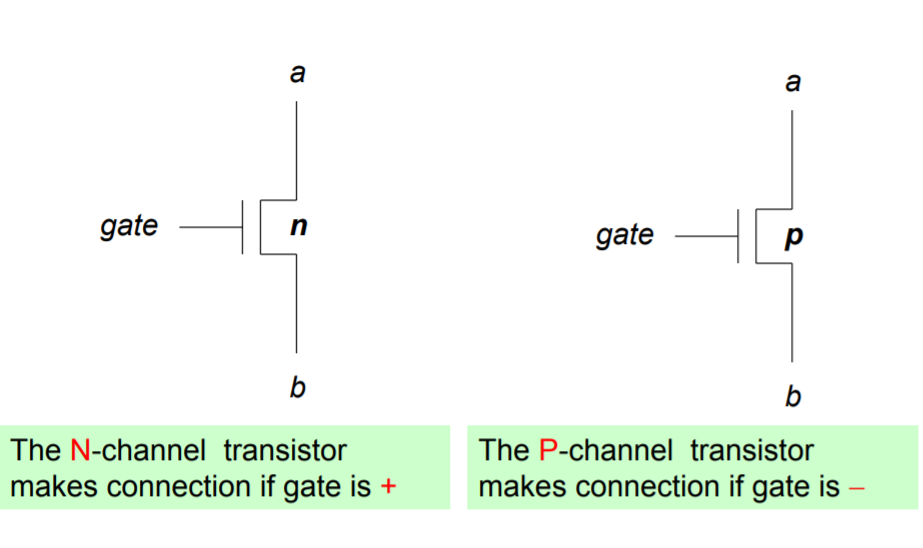 a
gate
n
b
The N-channel transistor
makes connection if gate is +
a
gate
p
b
The P-channel transistor
makes connection if gate is –